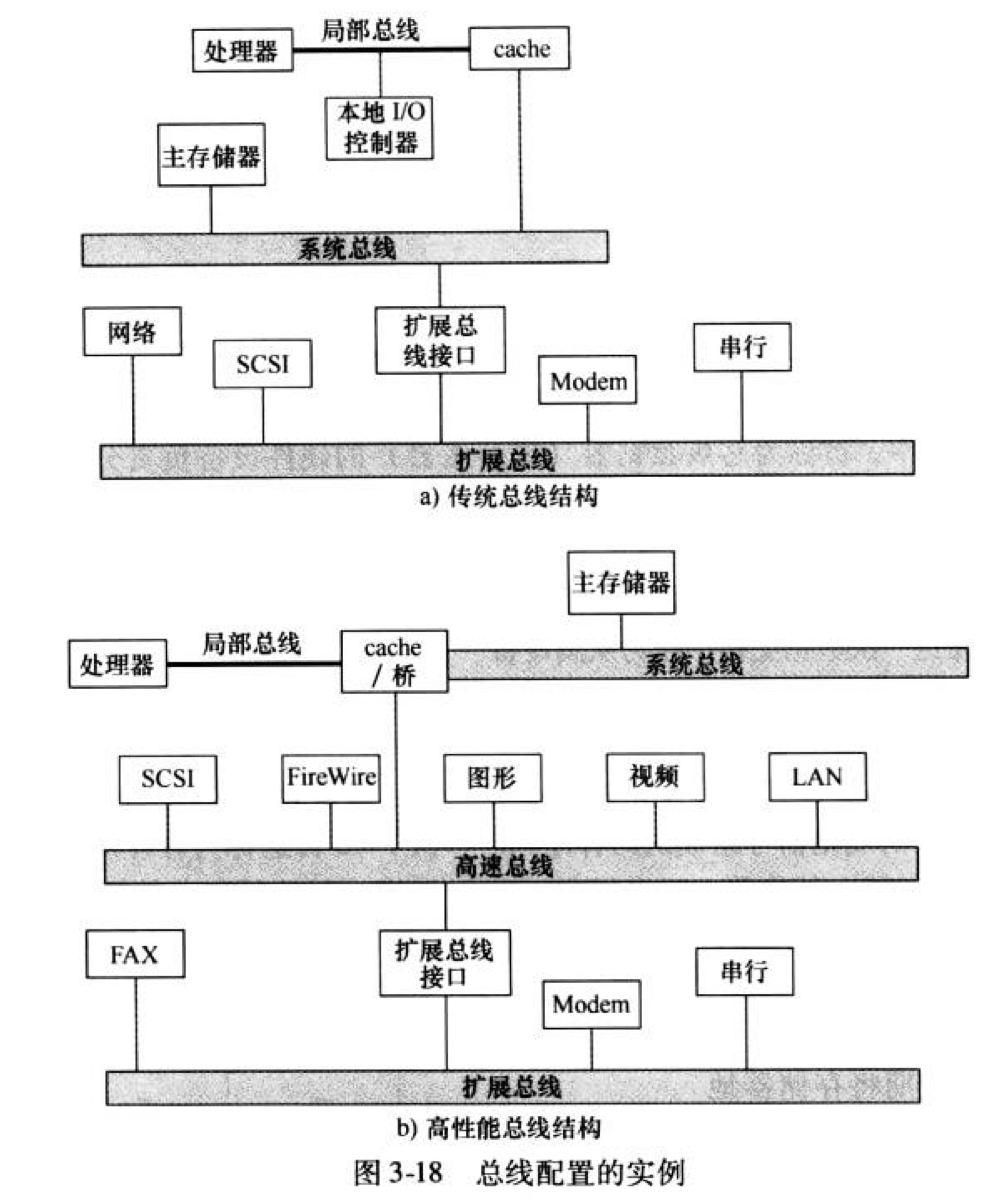 局部总线
处理器
cache
本地 I/O
控制器
主存储器
系统总线
网络
SCSI
扩展总
线接口
Modem
串行
扩展总线
a) 传统总线结构
主存储器
处理器
局部总线
cache
/ 桥
系统总线
SCSI
FireWire
图形
视频
LAN
高速总线
FAX
扩展总线
接口
Modem
串行
扩展总线
b) 高性能总线结构
图 3-18 总线配置的实例